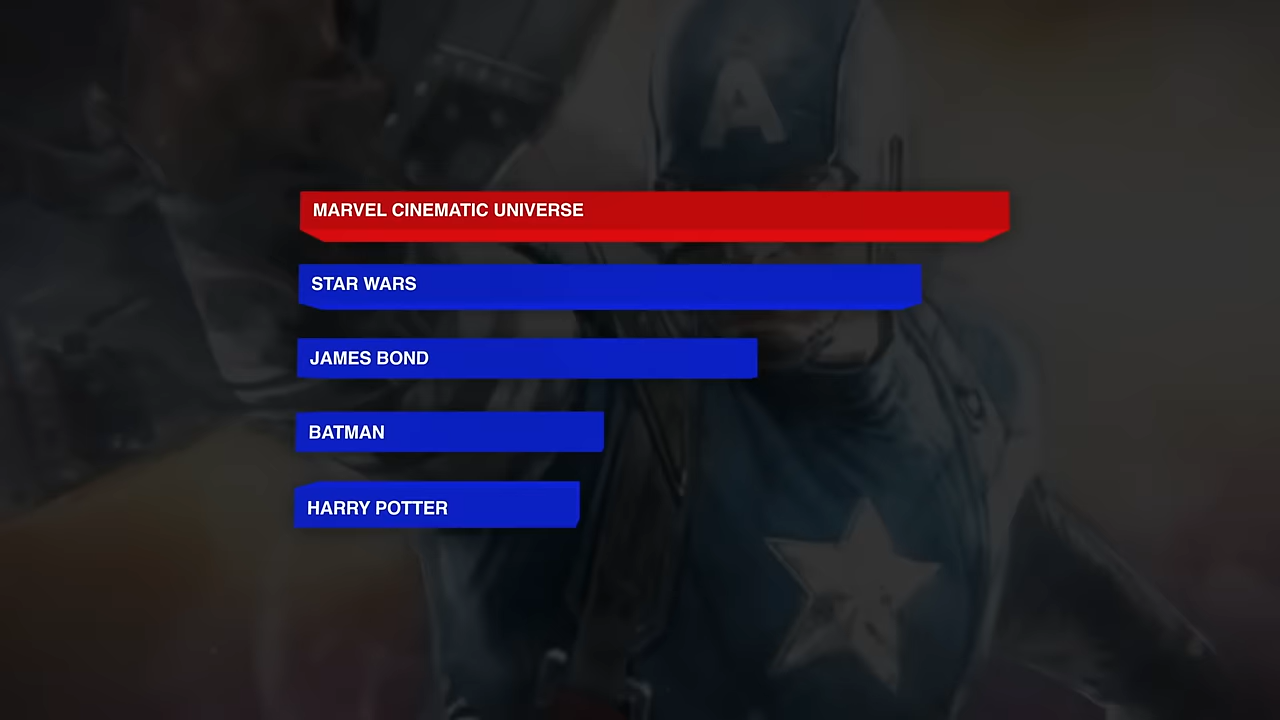 A
MARVEL CINEMATIC UNIVERSE
STAR WARS
JAMES BOND
BATMAN
HARRY POTTER